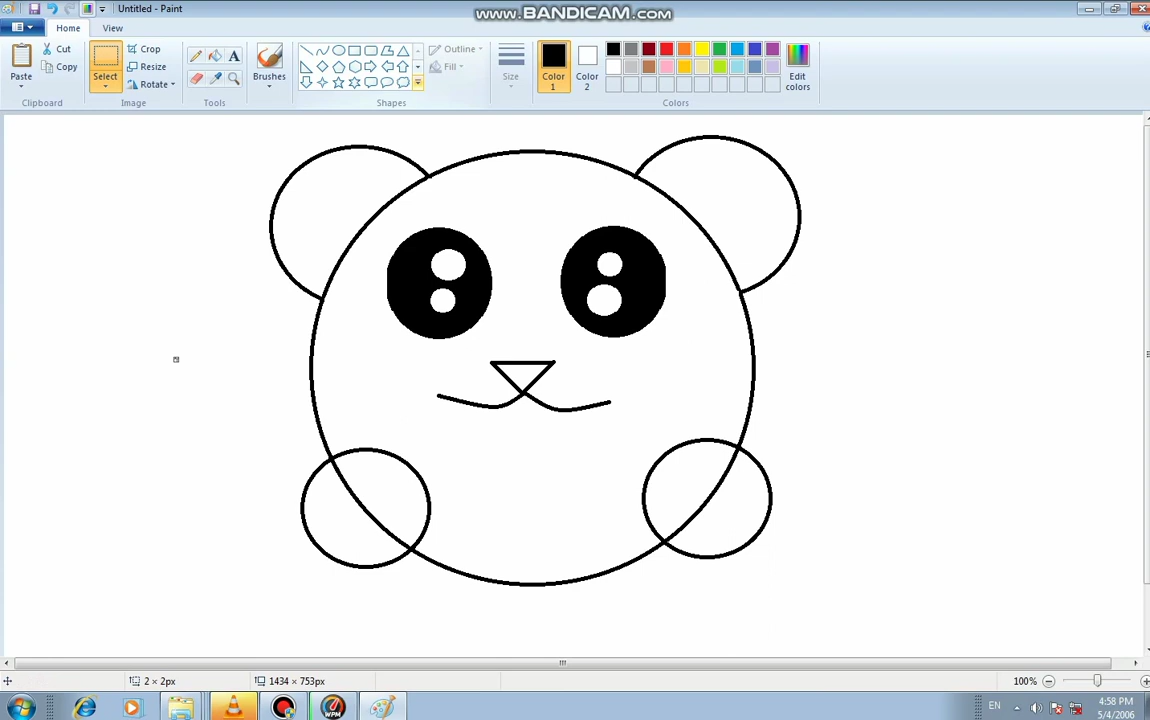 Untitled - Paint
www.BANDICAM.com
Home
View
Paste
Cut
Copy
Clipboard
Select
Crop
Resize
Rotate
Image
Tools
Brushes
Outline
Fill
Shapes
Size
Color 1
Color 2
Edit colors
Colors
2 × 2px
1434 × 753px
100%
WPM
EN
4:58 PM
5/4/2006